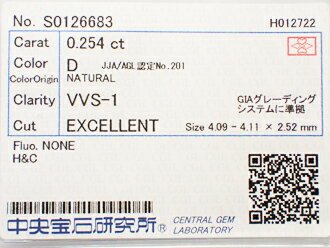 No. S0126683 H012722
Carat 0.254 ct
Color D JJA/AGL認定No.201
ColorOrigin NATURAL
Clarity VVS-1 GIAグレーディング
システムに準拠
Cut EXCELLENT Size 4.09 - 4.11 × 2.52 mm
Fluo. NONE
H&C
中央宝石研究所® CENTRAL GEM
LABORATORY